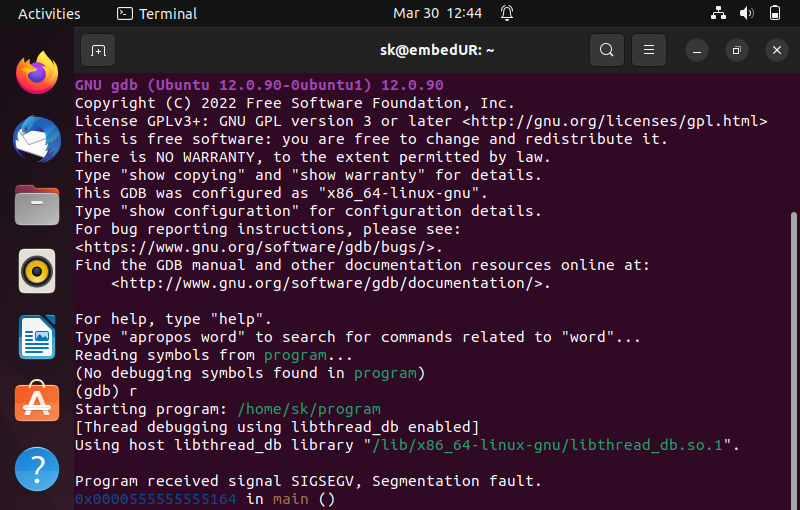 Activities Terminal Mar 30 12:44
sk@embedUR: ~
GNU gdb (Ubuntu 12.0.90-0ubuntu1) 12.0.90
Copyright (C) 2022 Free Software Foundation, Inc.
License GPLv3+: GNU GPL version 3 or later <http://gnu.org/licenses/gpl.html>
This is free software: you are free to change and redistribute it.
There is NO WARRANTY, to the extent permitted by law.
Type "show copying" and "show warranty" for details.
This GDB was configured as "x86_64-linux-gnu".
Type "show configuration" for configuration details.
For bug reporting instructions, please see:
<https://www.gnu.org/software/gdb/bugs/>.
Find the GDB manual and other documentation resources online at:
    <http://www.gnu.org/software/gdb/documentation/>.

For help, type "help".
Type "apropos word" to search for commands related to "word"...
Reading symbols from program...
(No debugging symbols found in program)
(gdb) r
Starting program: /home/sk/program
[Thread debugging using libthread_db enabled]
Using host libthread_db library "/lib/x86_64-linux-gnu/libthread_db.so.1".

Program received signal SIGSEGV, Segmentation fault.
0x0000555555555164 in main ()